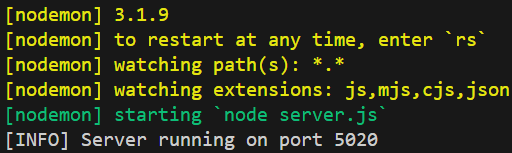 [nodemon] 3.1.9
[nodemon] to restart at any time, enter `rs`
[nodemon] watching path(s): *.*
[nodemon] watching extensions: js,mjs,cjs,json
[nodemon] starting `node server.js`
[INFO] Server running on port 5020